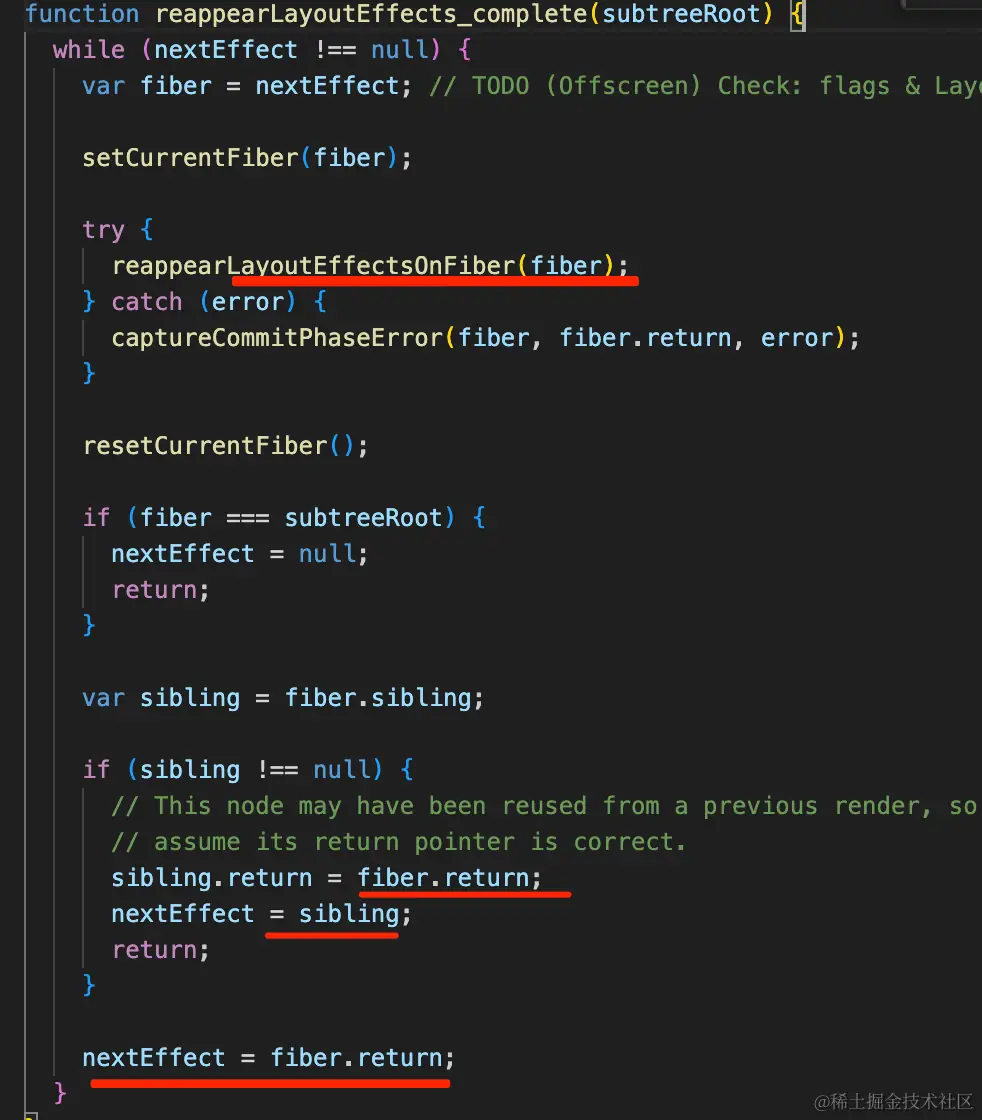 function reappearLayoutEffects_complete(subtreeRoot) {
while (nextEffect !== null) {
var fiber = nextEffect; // TODO (Offscreen) Check: flags & Lay
setCurrentFiber(fiber);
try {
reappearLayoutEffectsOnFiber(fiber);
} catch (error) {
captureCommitPhaseError(fiber, fiber.return, error);
}
resetCurrentFiber();
if (fiber === subtreeRoot) {
nextEffect = null;
return;
}
var sibling = fiber.sibling;
if (sibling !== null) {
// This node may have been reused from a previous render, so
// assume its return pointer is correct.
sibling.return = fiber.return;
nextEffect = sibling;
return;
}
nextEffect = fiber.return;
}
@稀土掘金技术社区